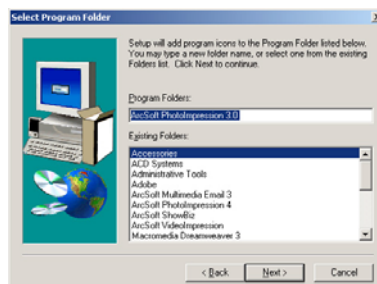 Select Program Folder
Setup will add program icons to the Program Folder listed below.
You may type a new folder name, or select one from the existing
Folders list. Click Next to continue.
Program Folders:
ArcSoft PhotoImpression 3.0
Existing Folders:
Accessories
ACD Systems
Administrative Tools
Adobe
ArcSoft Multimedia Email 3
ArcSoft PhotoImpression 4
ArcSoft ShowBiz
ArcSoft VideoImpression
Macromedia Dreamweaver 3
< Back
Next >
Cancel